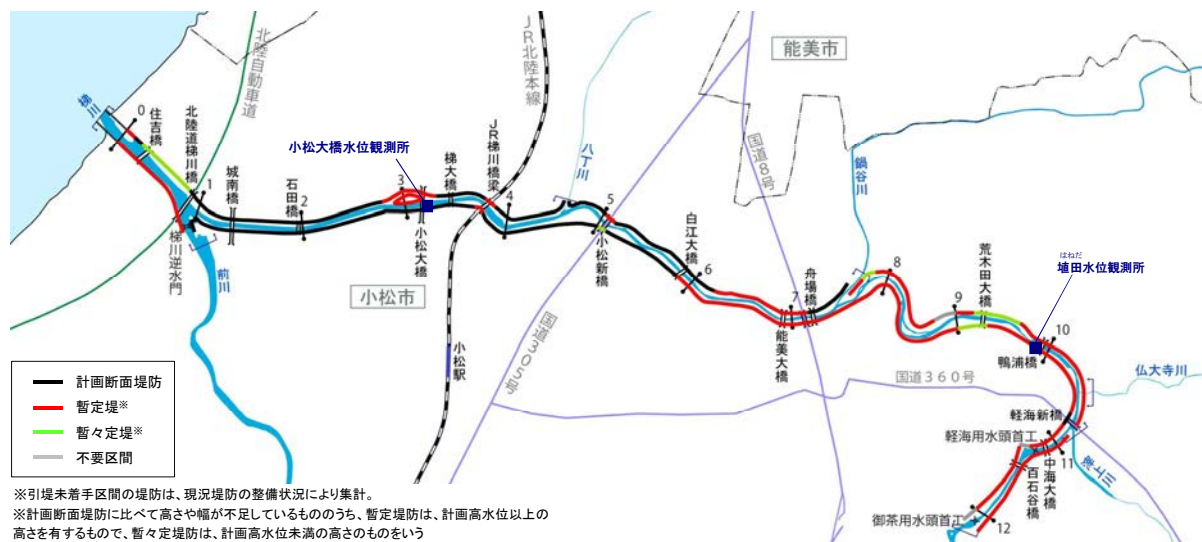 梯川
0
住吉橋
北陸道梯川橋
北陸自動車道
1
城南橋
石田橋
2
梯川逆水門
前川
小松大橋水位観測所
3
小松大橋
梯大橋
JR梯川橋梁
JR北陸本線
4
八丁川
5
小松新橋
小松市
小松駅
国道305号
能美市
国道8号
白江大橋
6
7
能美大橋
舟場橋
鍋谷川
8
9
荒木田大橋
はねだ
埴田水位観測所
10
鴨浦橋
仏大寺川
国道360号
軽海新橋
軽海用水頭首工
11
中海大橋
百石谷橋
滓上川
御茶用水頭首工
12
計画断面堤防
暫定堤※
暫々定堤※
不要区間
※引堤未着手区間の堤防は、現況堤防の整備状況により集計。
※計画断面堤防に比べて高さや幅が不足しているもののうち、暫定堤防は、計画高水位以上の
高さを有するもので、暫々定堤防は、計画高水位未満の高さのものをいう